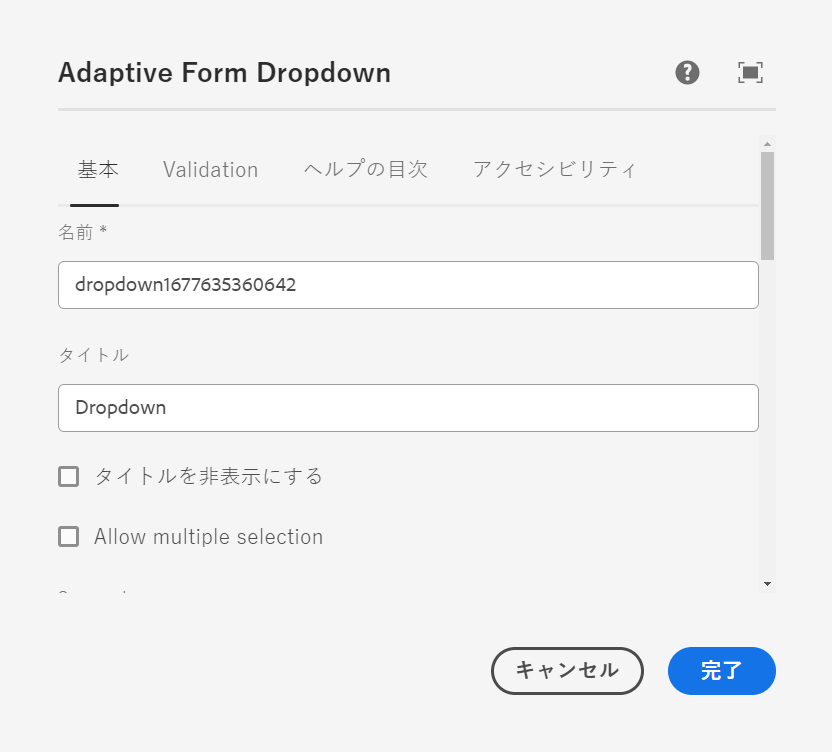 Adaptive Form Dropdown
基本 Validation ヘルプの目次 アクセシビリティ
名前 *
dropdown1677635360642
タイトル
Dropdown
タイトルを非表示にする
Allow multiple selection
キャンセル 完了